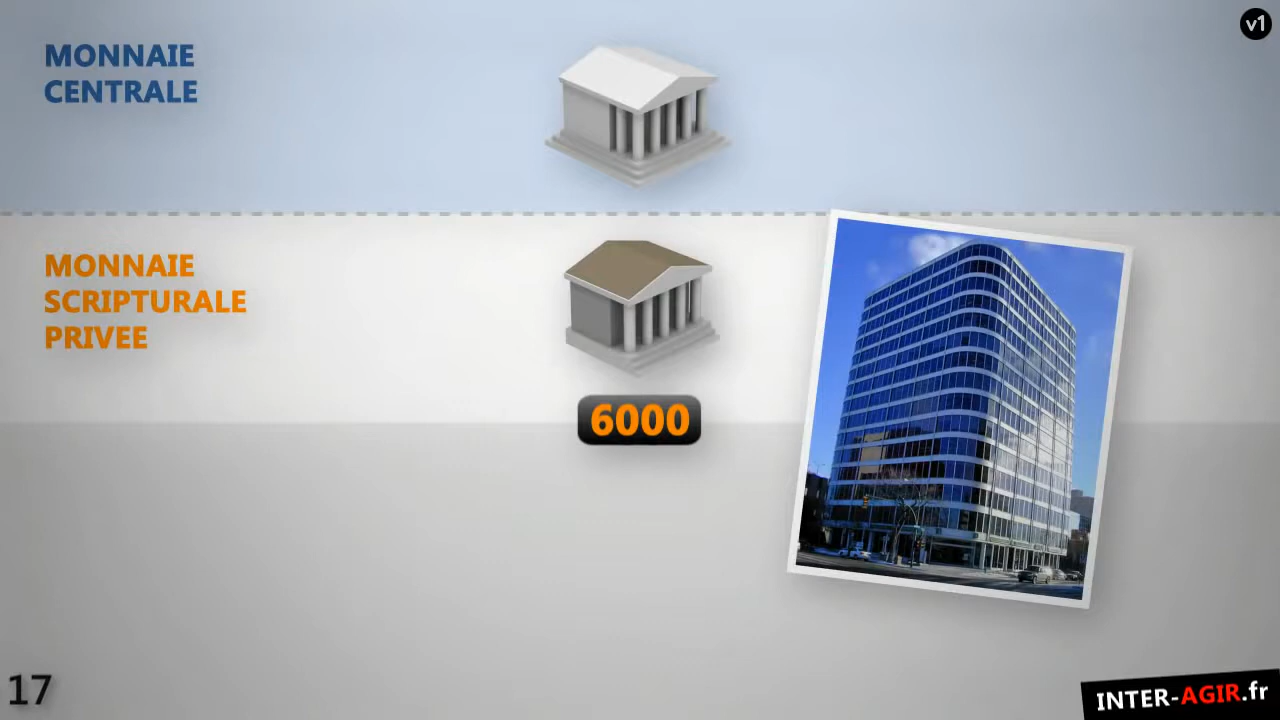 v1
MONNAIE
CENTRALE
MONNAIE
SCRIPTURALE
PRIVEE
6000
17
INTER-AGIR.fr